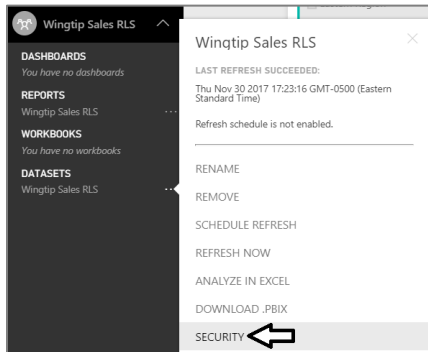 Wingtip Sales RLS
DASHBOARDS
You have no dashboards
REPORTS
Wingtip Sales RLS
WORKBOOKS
You have no workbooks
DATASETS
Wingtip Sales RLS
Wingtip Sales RLS
LAST REFRESH SUCCEEDED:
Thu Nov 30 2017 17:23:16 GMT-0500 (Eastern
Standard Time)
Refresh schedule is not enabled.
RENAME
REMOVE
SCHEDULE REFRESH
REFRESH NOW
ANALYZE IN EXCEL
DOWNLOAD .PBIX
SECURITY